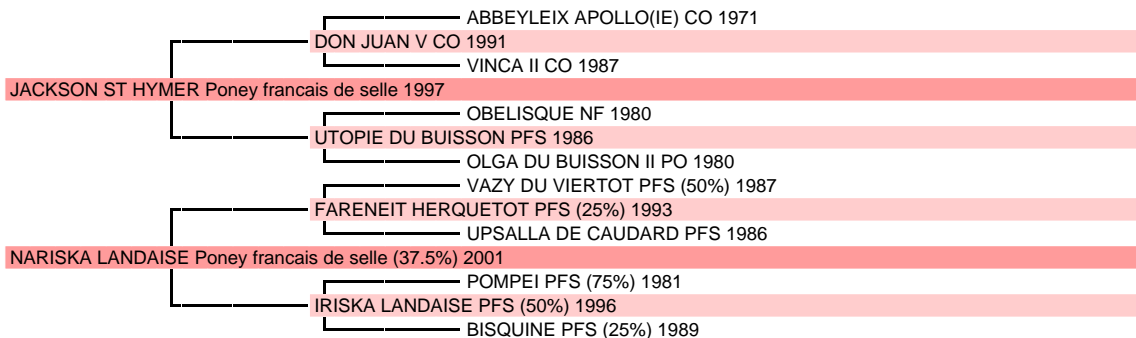 ABBEYLEIX APOLLO(IE) CO 1971
DON JUAN V CO 1991
VINCA II CO 1987
JACKSON ST HYMER Poney francais de selle 1997
OBELISQUE NF 1980
UTOPIE DU BUISSON PFS 1986
OLGA DU BUISSON II PO 1980
VAZY DU VIERTOT PFS (50%) 1987
FARENEIT HERQUETOT PFS (25%) 1993
UPSALLA DE CAUDARD PFS 1986
NARISKA LANDAISE Poney francais de selle (37.5%) 2001
POMPEI PFS (75%) 1981
IRISKA LANDAISE PFS (50%) 1996
BISQUINE PFS (25%) 1989